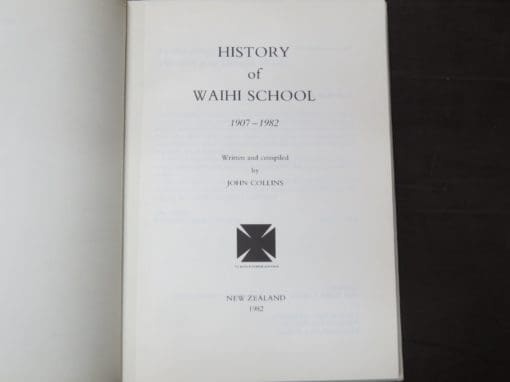 HISTORY
of
WAIHI SCHOOL
1907 – 1982
Written and compiled
by
JOHN COLLINS
NEW ZEALAND
1982